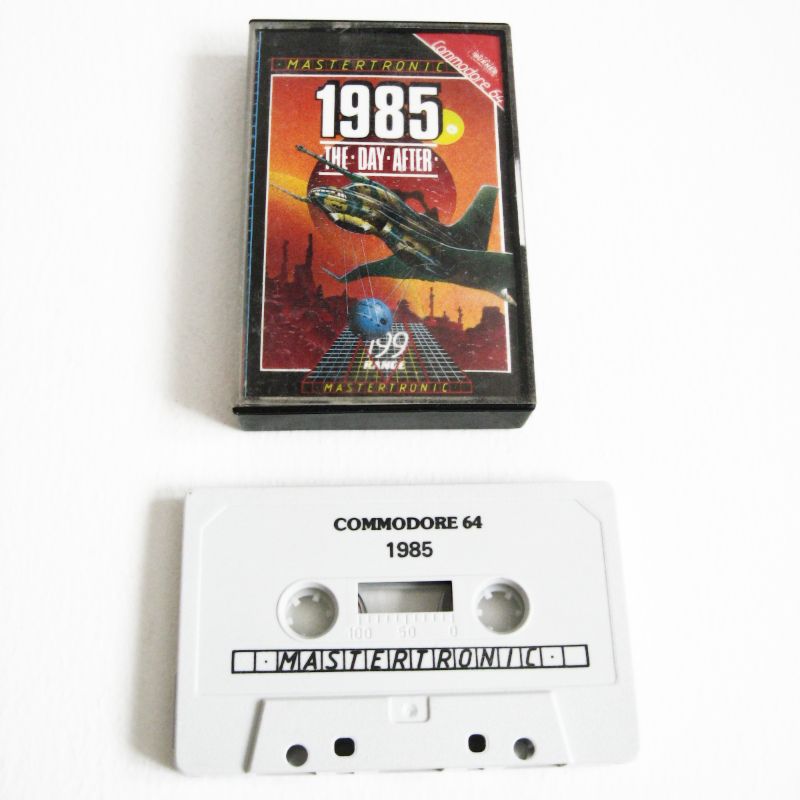 ·MASTERTRONIC·
Commodore 64
1985
THE·DAY·AFTER·
199
RANGE
·MASTERTRONIC·
COMMODORE 64
1985
100 50 0
·MASTERTRONIC·